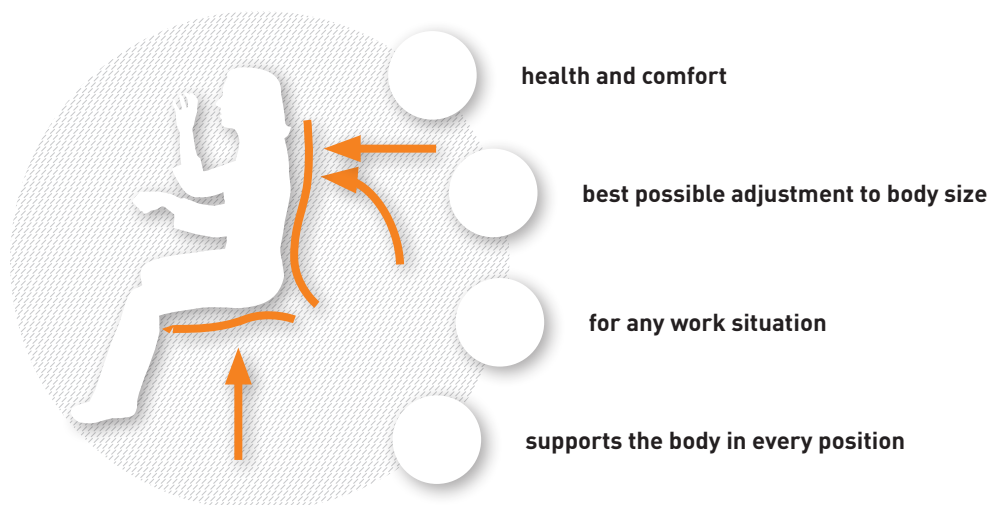 health and comfort
best possible adjustment to body size
for any work situation
supports the body in every position